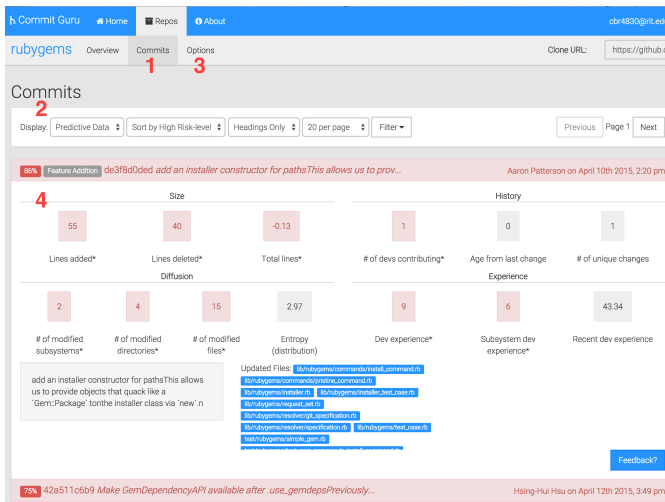 Commit Guru Home Repos About cbr4830@rit.ed
rubygems Overview Commits Options Clone URL: https://github.c
1 3
Commits
2
Display: Predictive Data Sort by High Risk-level Headings Only 20 per page Filter Previous Page 1 Next
86% Feature Addition de3f8d0ded add an installer constructor for pathsThis allows us to prov... Aaron Patterson on April 10th 2015, 2:20 pm
4
Size History
55 40 -0.13 1 0 1
Lines added* Lines deleted* Total lines* # of devs contributing* Age from last change # of unique changes
Diffusion Experience
2 4 15 2.97 9 6 43.34
# of modified # of modified # of modified Entropy Dev experience* Subsystem dev Recent dev experience
subsystems* directories* files* (distribution) experience*
add an installer constructor for pathsThis allows
us to provide objects that quack like a
`Gem::Package` tonthe installer class via `new`.n
Updated Files: lib/rubygems/commands/install_command.rb
lib/rubygems/commands/pristine_command.rb
lib/rubygems/installer.rb lib/rubygems/installer_test_case.rb
lib/rubygems/request_set.rb
lib/rubygems/resolver/git_specification.rb
lib/rubygems/resolver/specification.rb lib/rubygems/test_case.rb
test/rubygems/simple_gem.rb
Feedback?
75% 42a511c6b9 Make GemDependencyAPI available after .use_gemdepsPreviously... Hsing-Hui Hsu on April 12th 2015, 3:49 pm